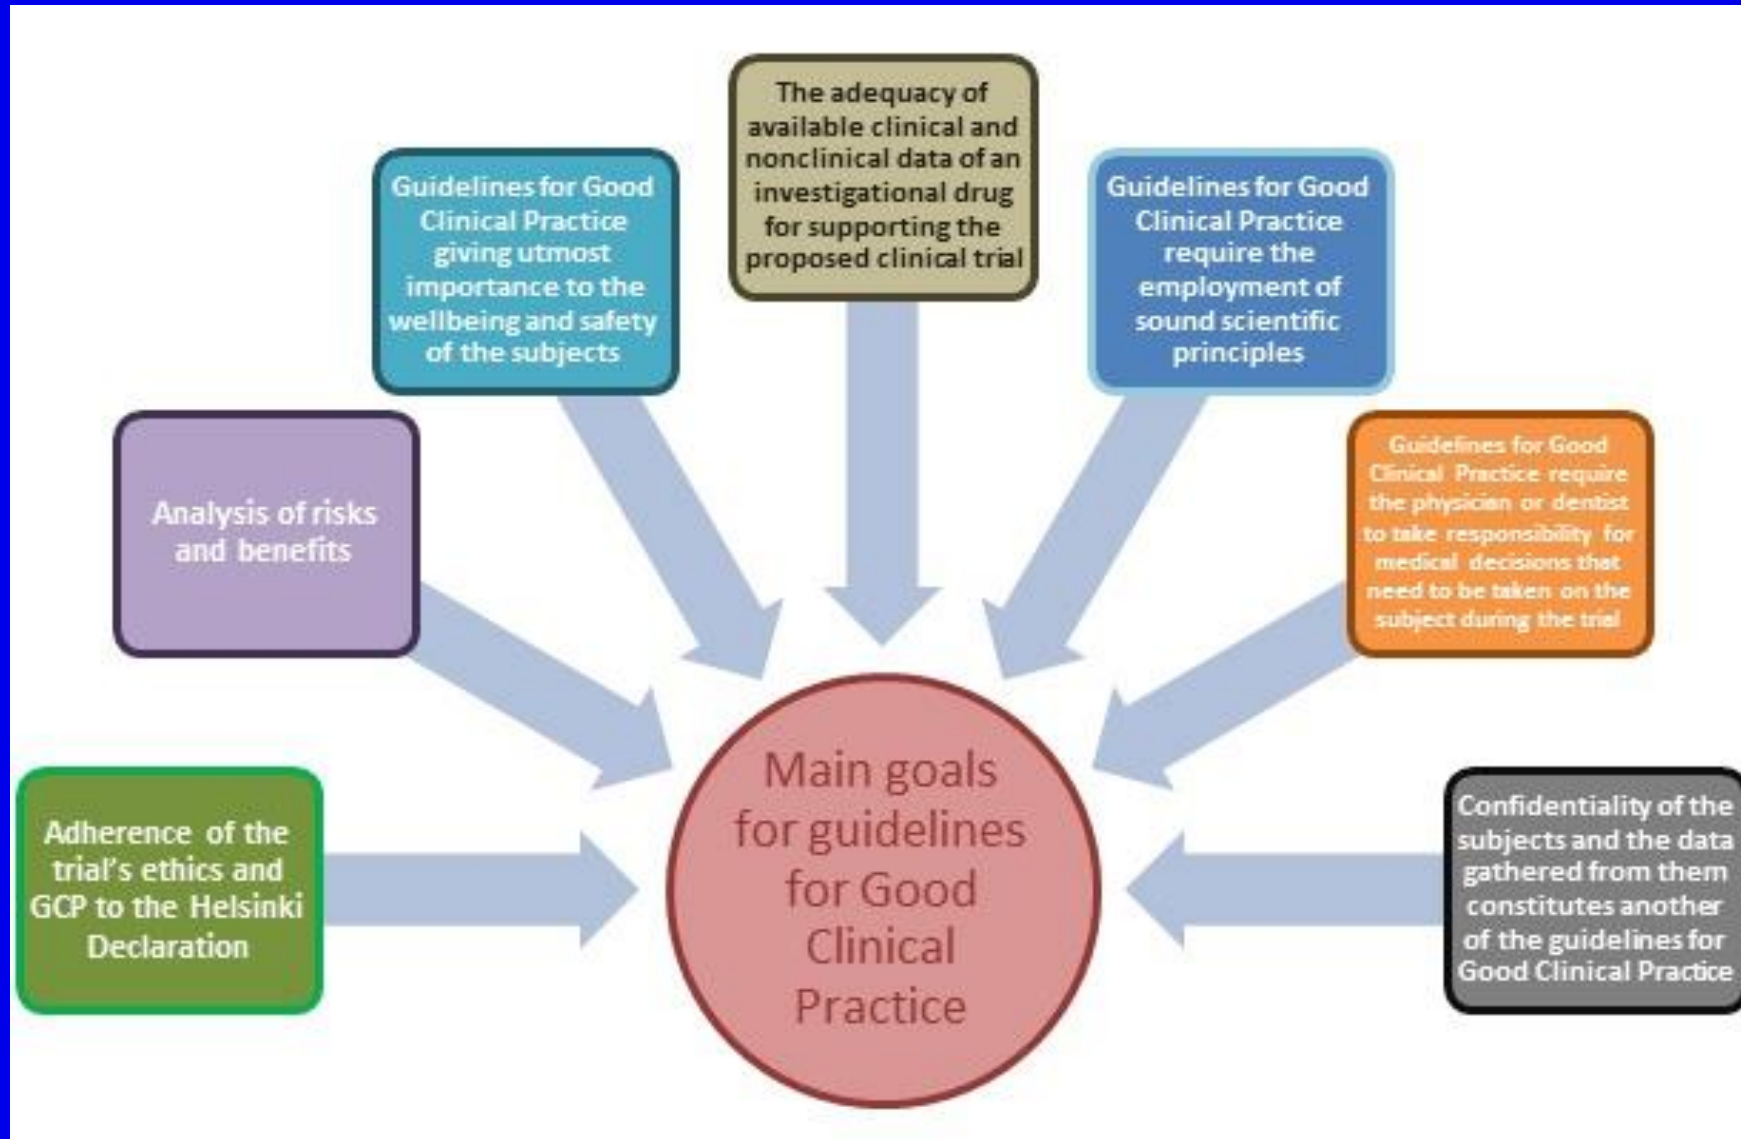 Adherence of the
trial's ethics and
GCP to the Helsinki
Declaration
Analysis of risks
and benefits
Guidelines for Good
Clinical Practice
giving utmost
importance to the
wellbeing and safety
of the subjects
The adequacy of
available clinical and
nonclinical data of an
investigational drug
for supporting the
proposed clinical trial
Guidelines for Good
Clinical Practice
require the
employment of
sound scientific
principles
Guidelines for Good
Clinical Practice require
the physician or dentist
to take responsibility for
medical decisions that
need to be taken on the
subject during the trial
Confidentiality of the
subjects and the data
gathered from them
constitutes another
of the guidelines for
Good Clinical Practice
Main goals
for guidelines
for Good
Clinical
Practice